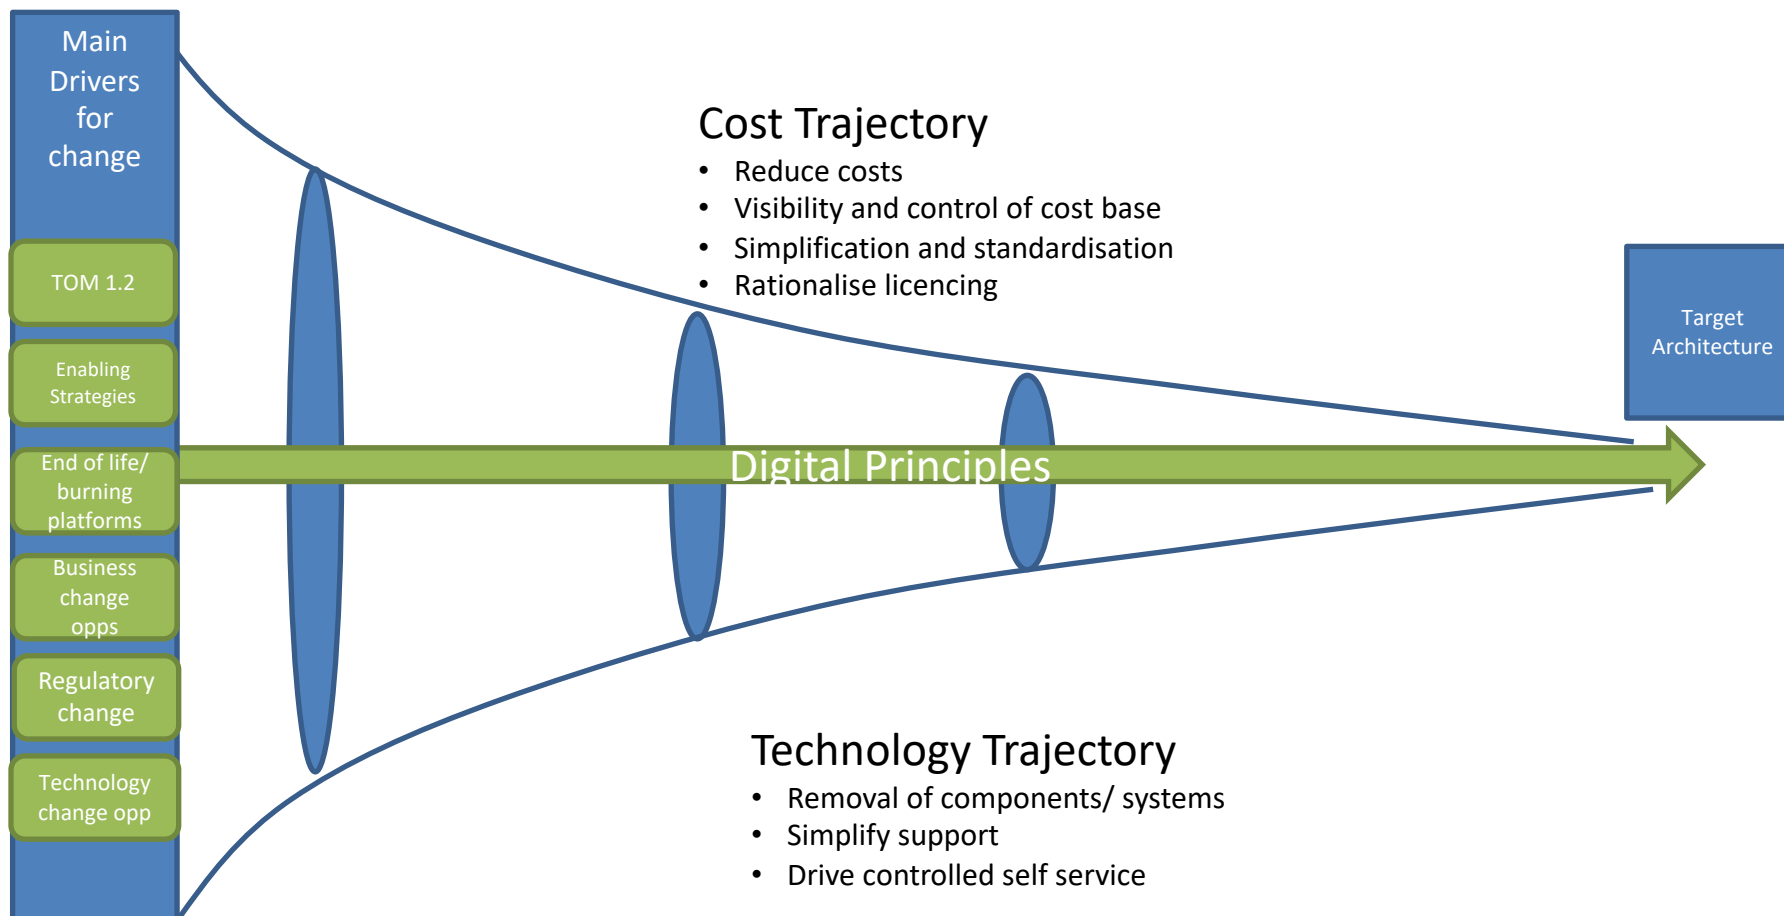 Main
Drivers
for
change
TOM 1.2
Enabling
Strategies
End of life/
burning
platforms
Business
change
opps
Regulatory
change
Technology
change opp
Cost Trajectory
• Reduce costs
• Visibility and control of cost base
• Simplification and standardisation
• Rationalise licencing
Digital Principles
Target
Architecture
Technology Trajectory
• Removal of components/ systems
• Simplify support
• Drive controlled self service